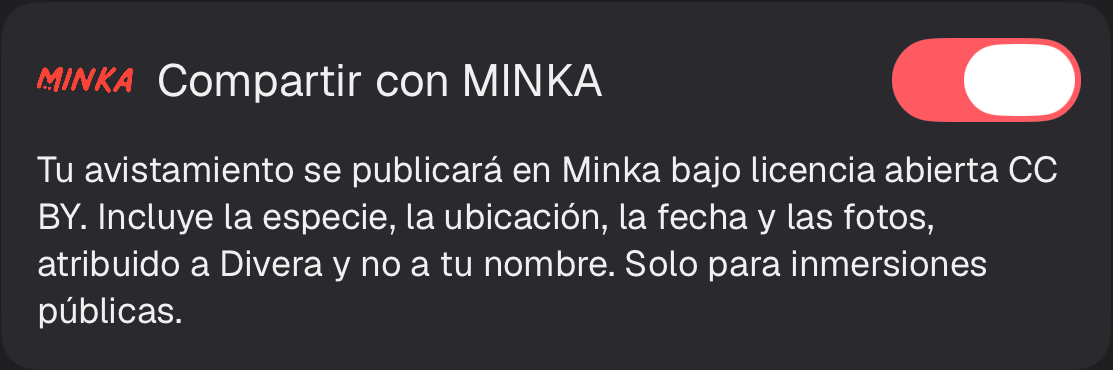 MINKA Compartir con MINKA
Tu avistamiento se publicará en Minka bajo licencia abierta CC
BY. Incluye la especie, la ubicación, la fecha y las fotos,
atribuido a Divera y no a tu nombre. Solo para inmersiones
públicas.